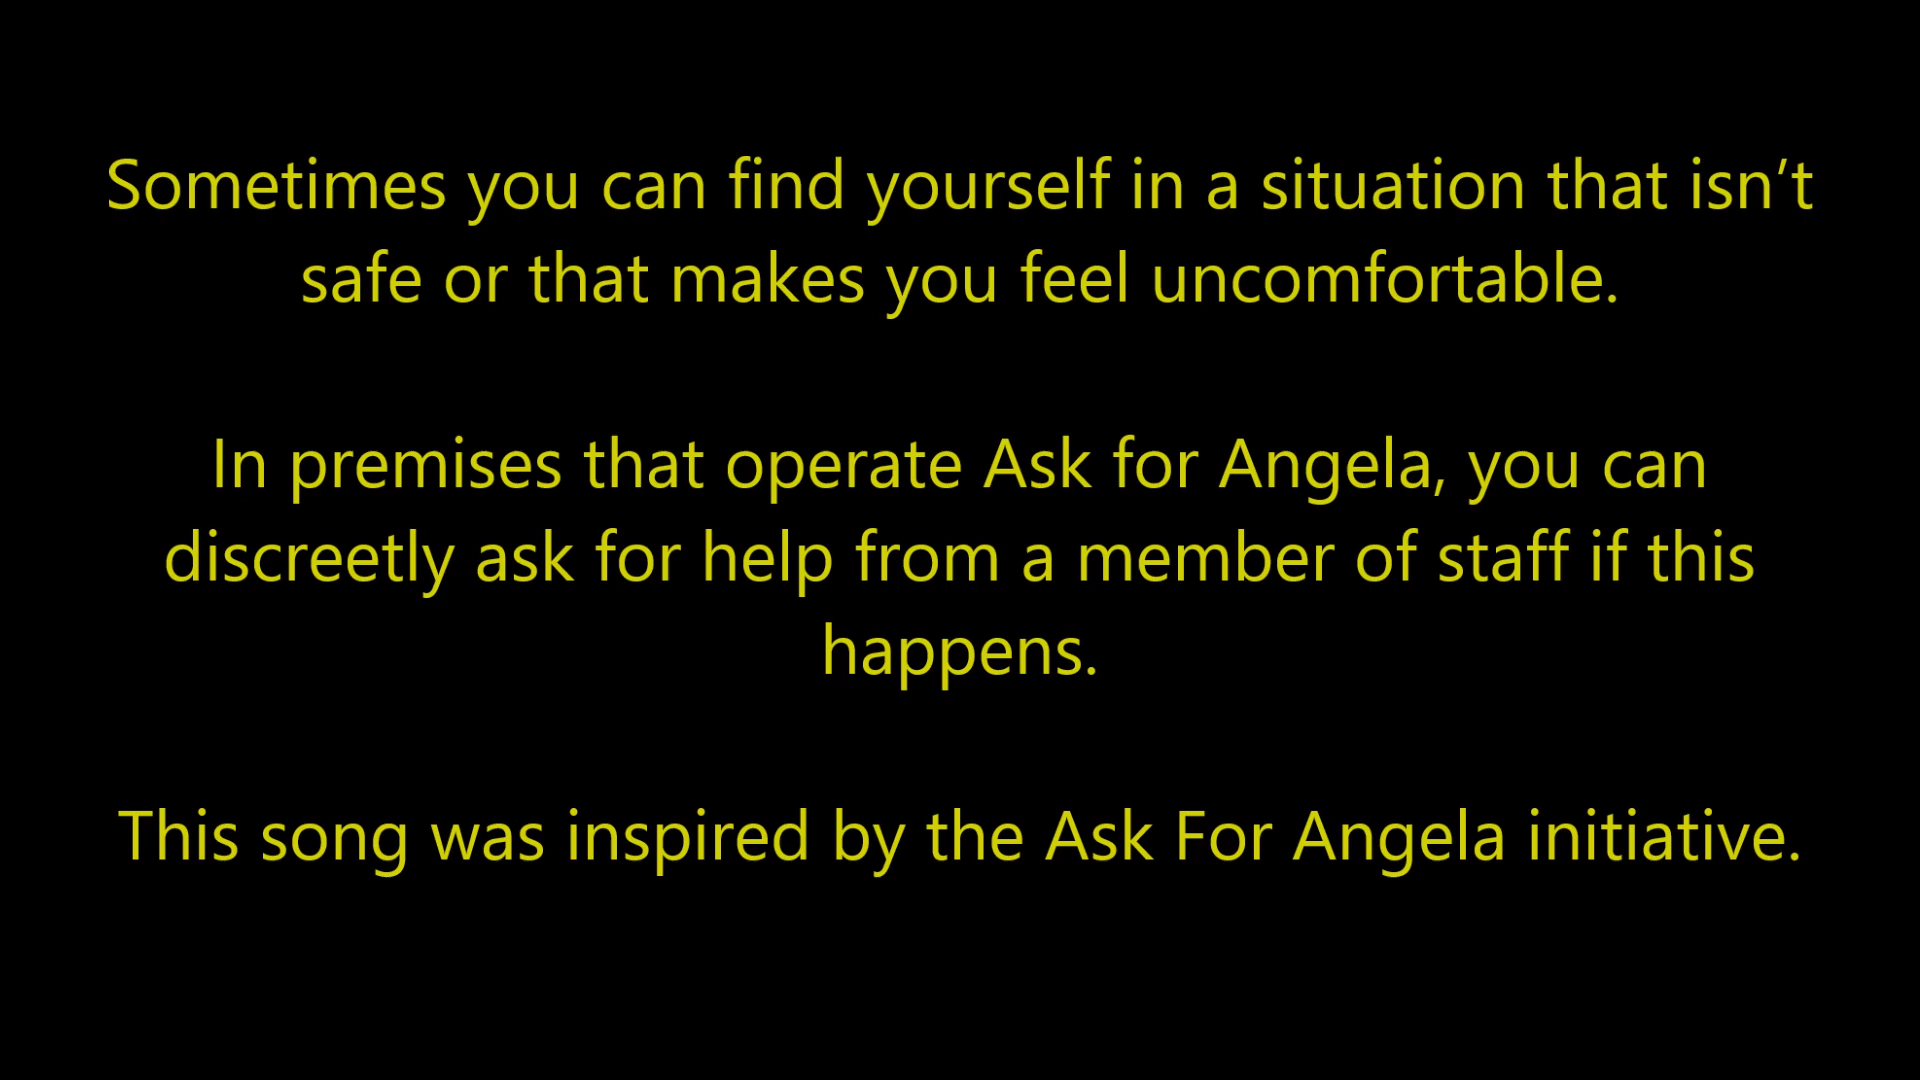 Sometimes you can find yourself in a situation that isn’t
safe or that makes you feel uncomfortable.
In premises that operate Ask for Angela, you can
discreetly ask for help from a member of staff if this
happens.
This song was inspired by the Ask For Angela initiative.